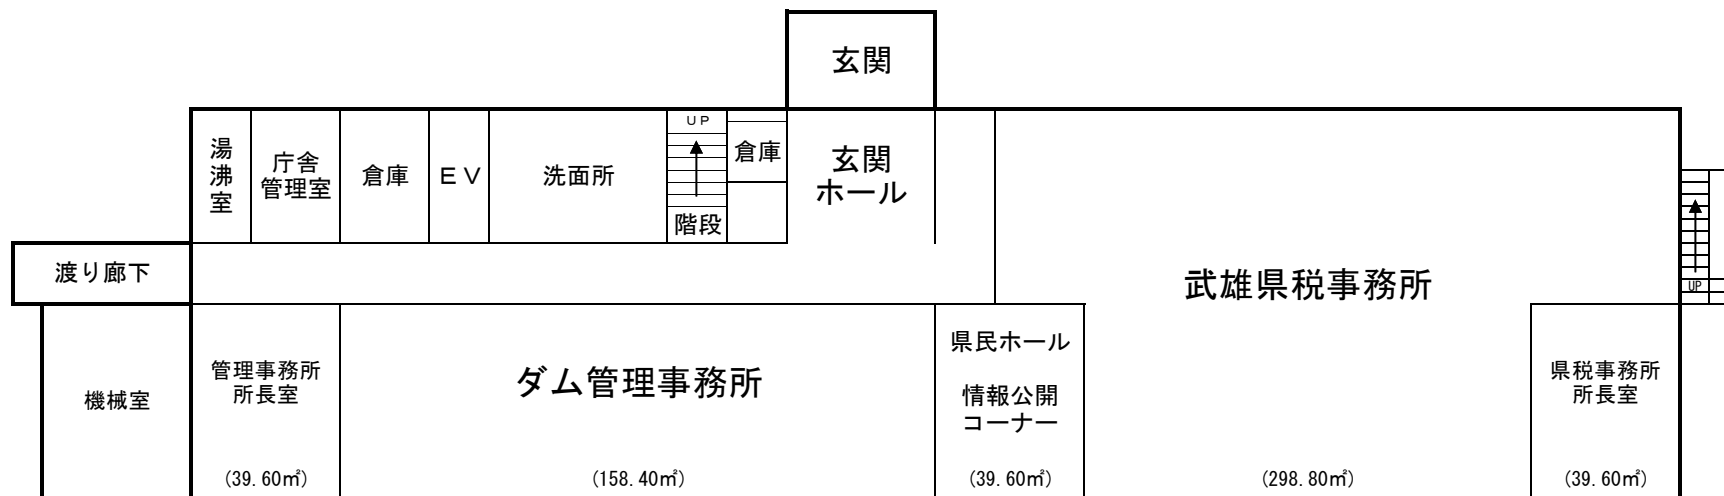 玄関
UP
湯沸室
庁舎
管理室
倉庫
ＥＶ
洗面所
階段
倉庫
玄関
ホール
渡り廊下
武雄県税事務所
UP
機械室
管理事務所
所長室
(39.60㎡)
ダム管理事務所
(158.40㎡)
県民ホール
情報公開
コーナー
(39.60㎡)
(298.80㎡)
県税事務所
所長室
(39.60㎡)